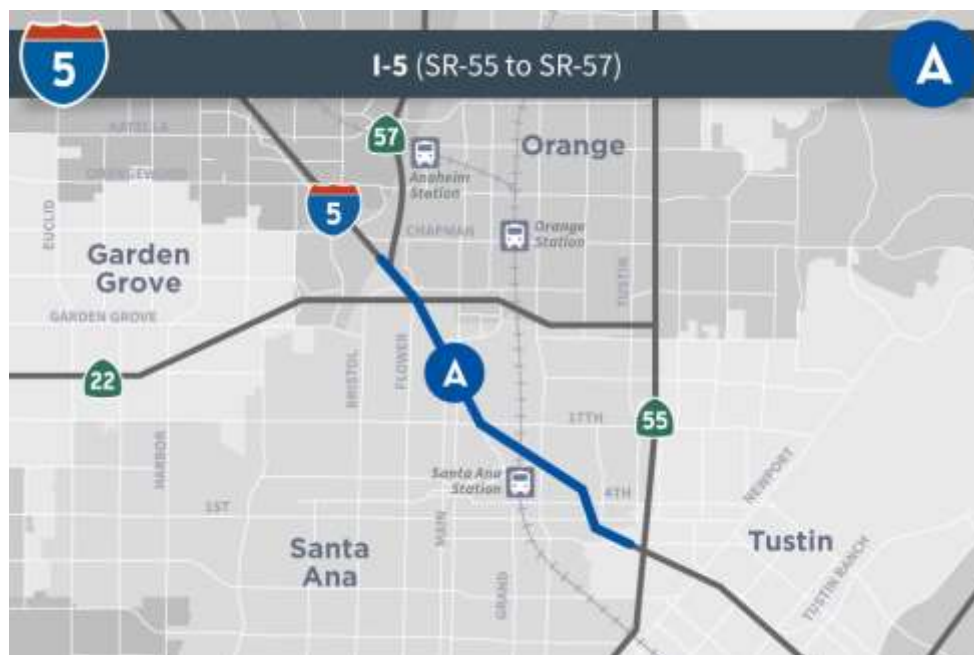 5
I-5 (SR-55 to SR-57)
A
KATELLA
57
Orange
ORANGEWOOD
Anaheim
Station
5
EUCLID
CHAPMAN
Orange
Station
Garden
Grove
TUSTIN
GARDEN GROVE
22
BRISTOL
FLOWER
A
17TH
55
HARBOR
Santa Ana
Station
4TH
NEWPORT
1ST
MAIN
Santa
Ana
Tustin
GRAND
TUSTIN RANCH